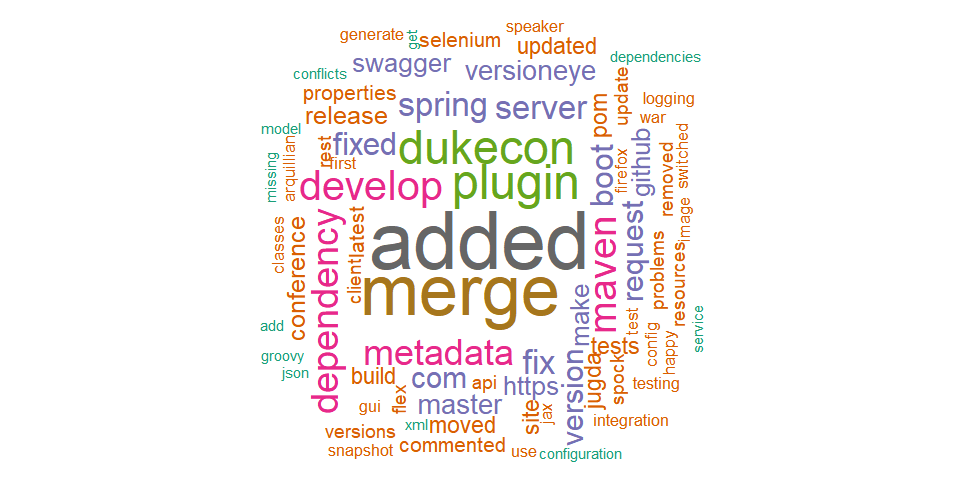 generate
get
selenium
speaker
updated
swagger
versioneye
dependencies
conflicts
properties
spring
server
pom
update
logging
release
war
model
fixed
dukecon
rest
first
missing
arquillian
develop
plugin
boot
firefox
github
removed
switched
added
classes
conference
dependency
client
latest
maven
request
problems
resources
image
merge
add
make
test
config
happy
service
groovy
json
metadata
fix
tests
build
com
api
https
version
jugda
spock
testing
gui
flex
master
site
jax
integration
versions
xml
moved
snapshot
commented
use
configuration